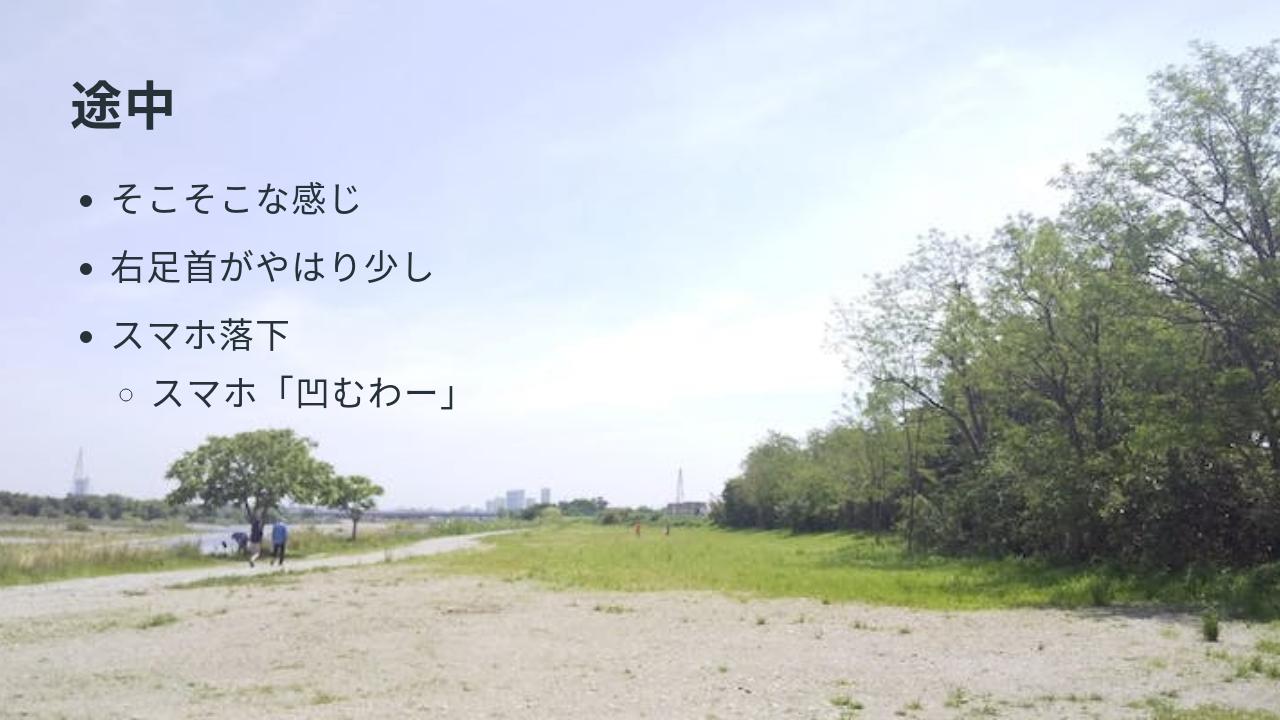 途中
そこそこな感じ
右足首がやはり少し
スマホ落下
スマホ「凹むわー」